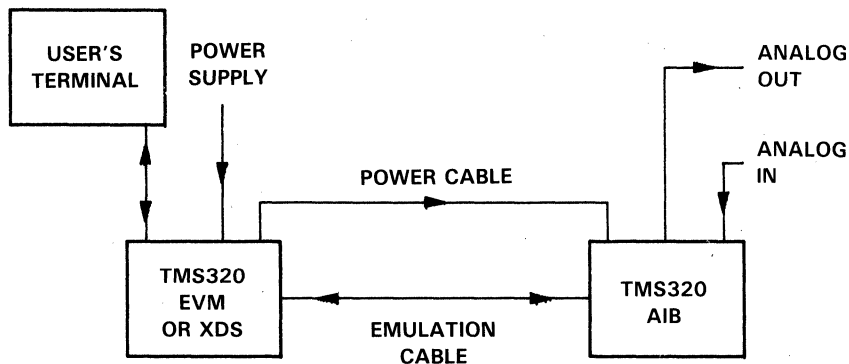 USER'S
TERMINAL
POWER
SUPPLY
ANALOG
OUT
ANALOG
IN
POWER CABLE
TMS320
EVM
OR XDS
EMULATION
CABLE
TMS320
AIB